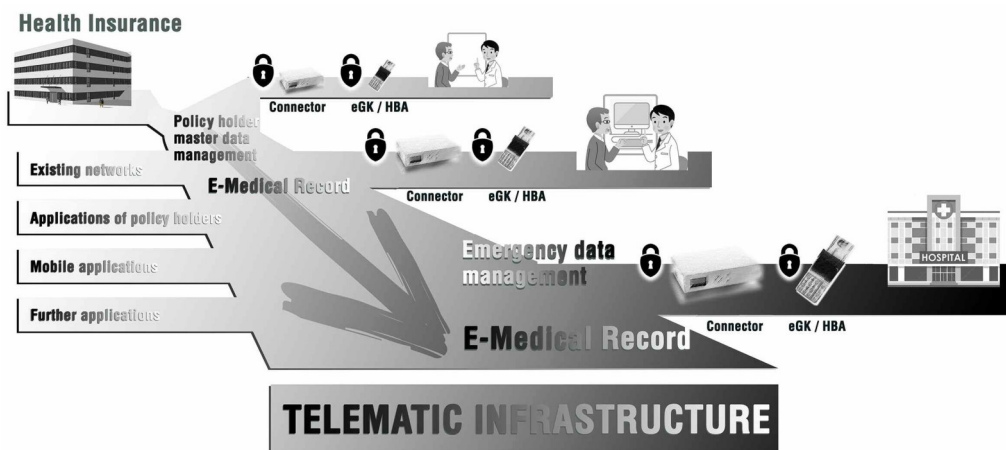 Health Insurance
Connector
eGK / HBA
Policy holder
master data
management
Existing networks
E-Medical Record
Connector
eGK / HBA
Applications of policy holders
Emergency data
management
HOSPITAL
Mobile applications
Further applications
E-Medical Record
Connector
eGK / HBA
TELEMATIC INFRASTRUCTURE